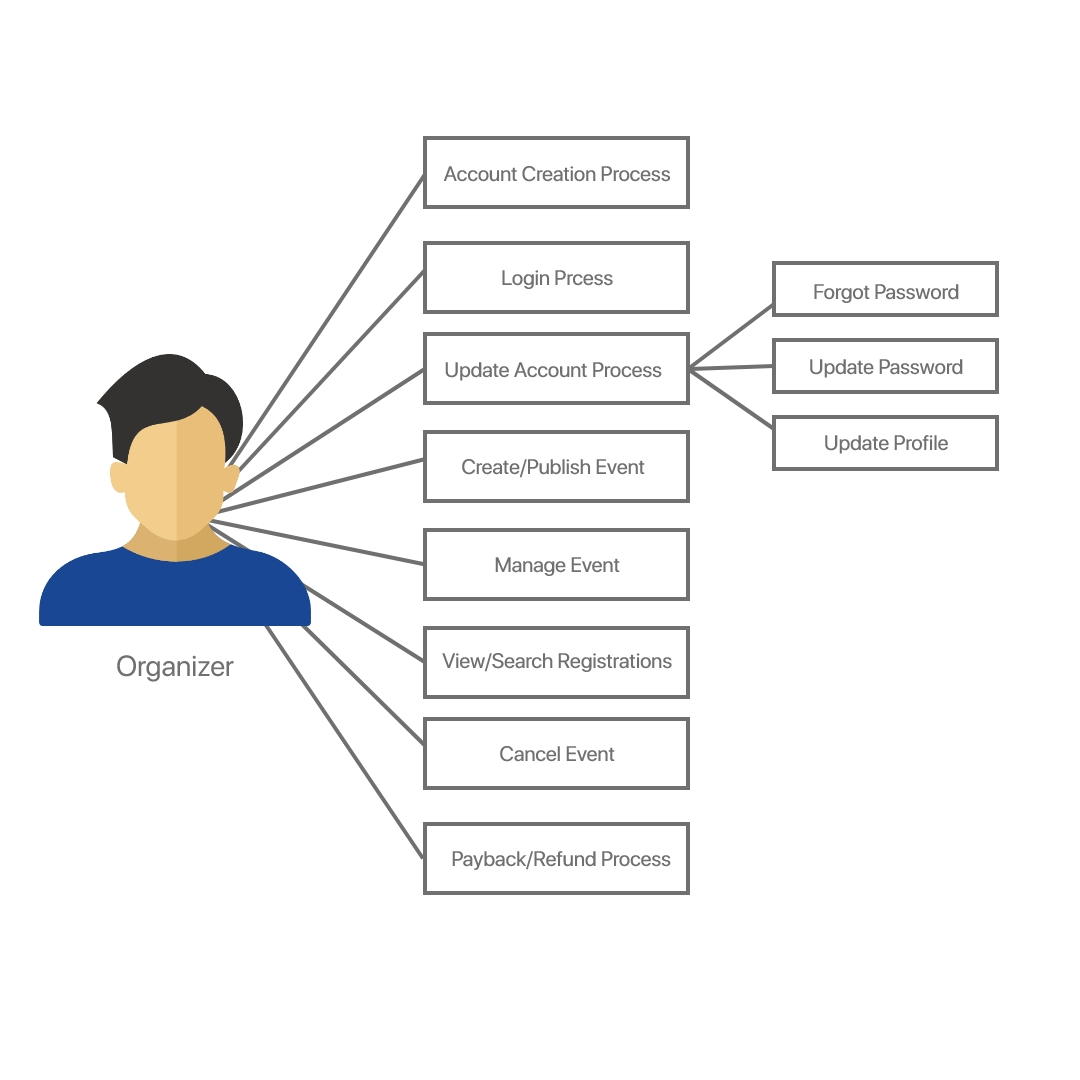 Account Creation Process
Login Prcess
Update Account Process
Create/Publish Event
Manage Event
View/Search Registrations
Cancel Event
Payback/Refund Process
Forgot Password
Update Password
Update Profile
Organizer